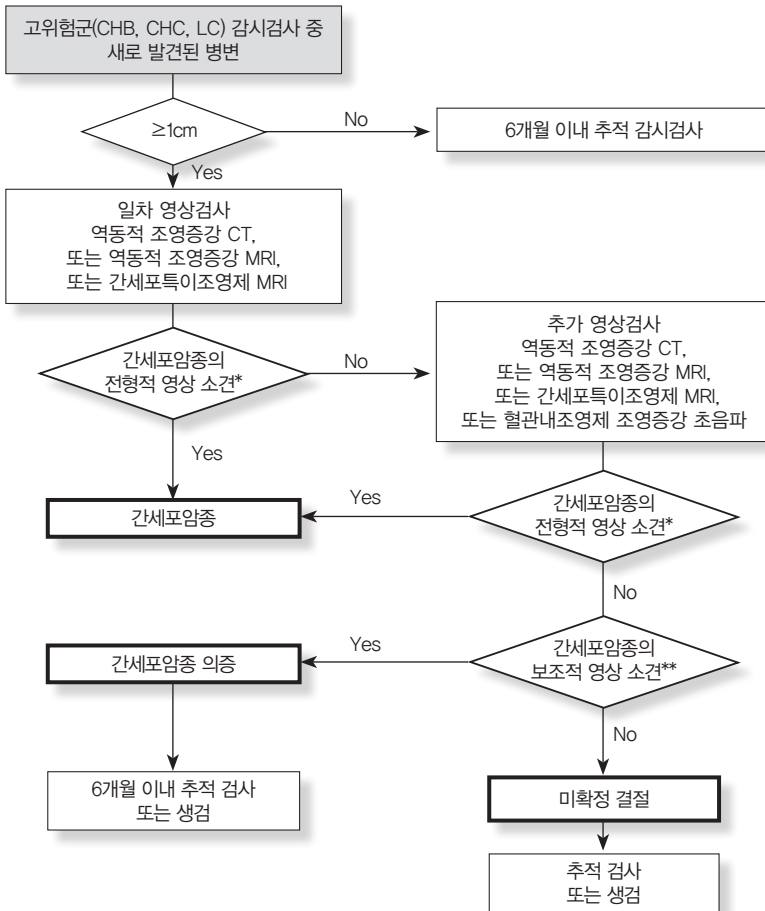 고위험군(CHB, CHC, LC) 감시검사 중
새로 발견된 병변
≥1cm
No
6개월 이내 추적 감시검사
Yes
일차 영상검사
역동적 조영증강 CT,
또는 역동적 조영증강 MRI,
또는 간세포특이조영제 MRI
간세포암종의
전형적 영상 소견*
No
추가 영상검사
역동적 조영증강 CT,
또는 역동적 조영증강 MRI,
또는 간세포특이조영제 MRI,
또는 혈관내조영제 조영증강 초음파
Yes
간세포암종
Yes
간세포암종의
전형적 영상 소견*
No
간세포암종 의증
Yes
간세포암종의
보조적 영상 소견**
No
6개월 이내 추적 검사
또는 생검
미확정 결절
추적 검사
또는 생검